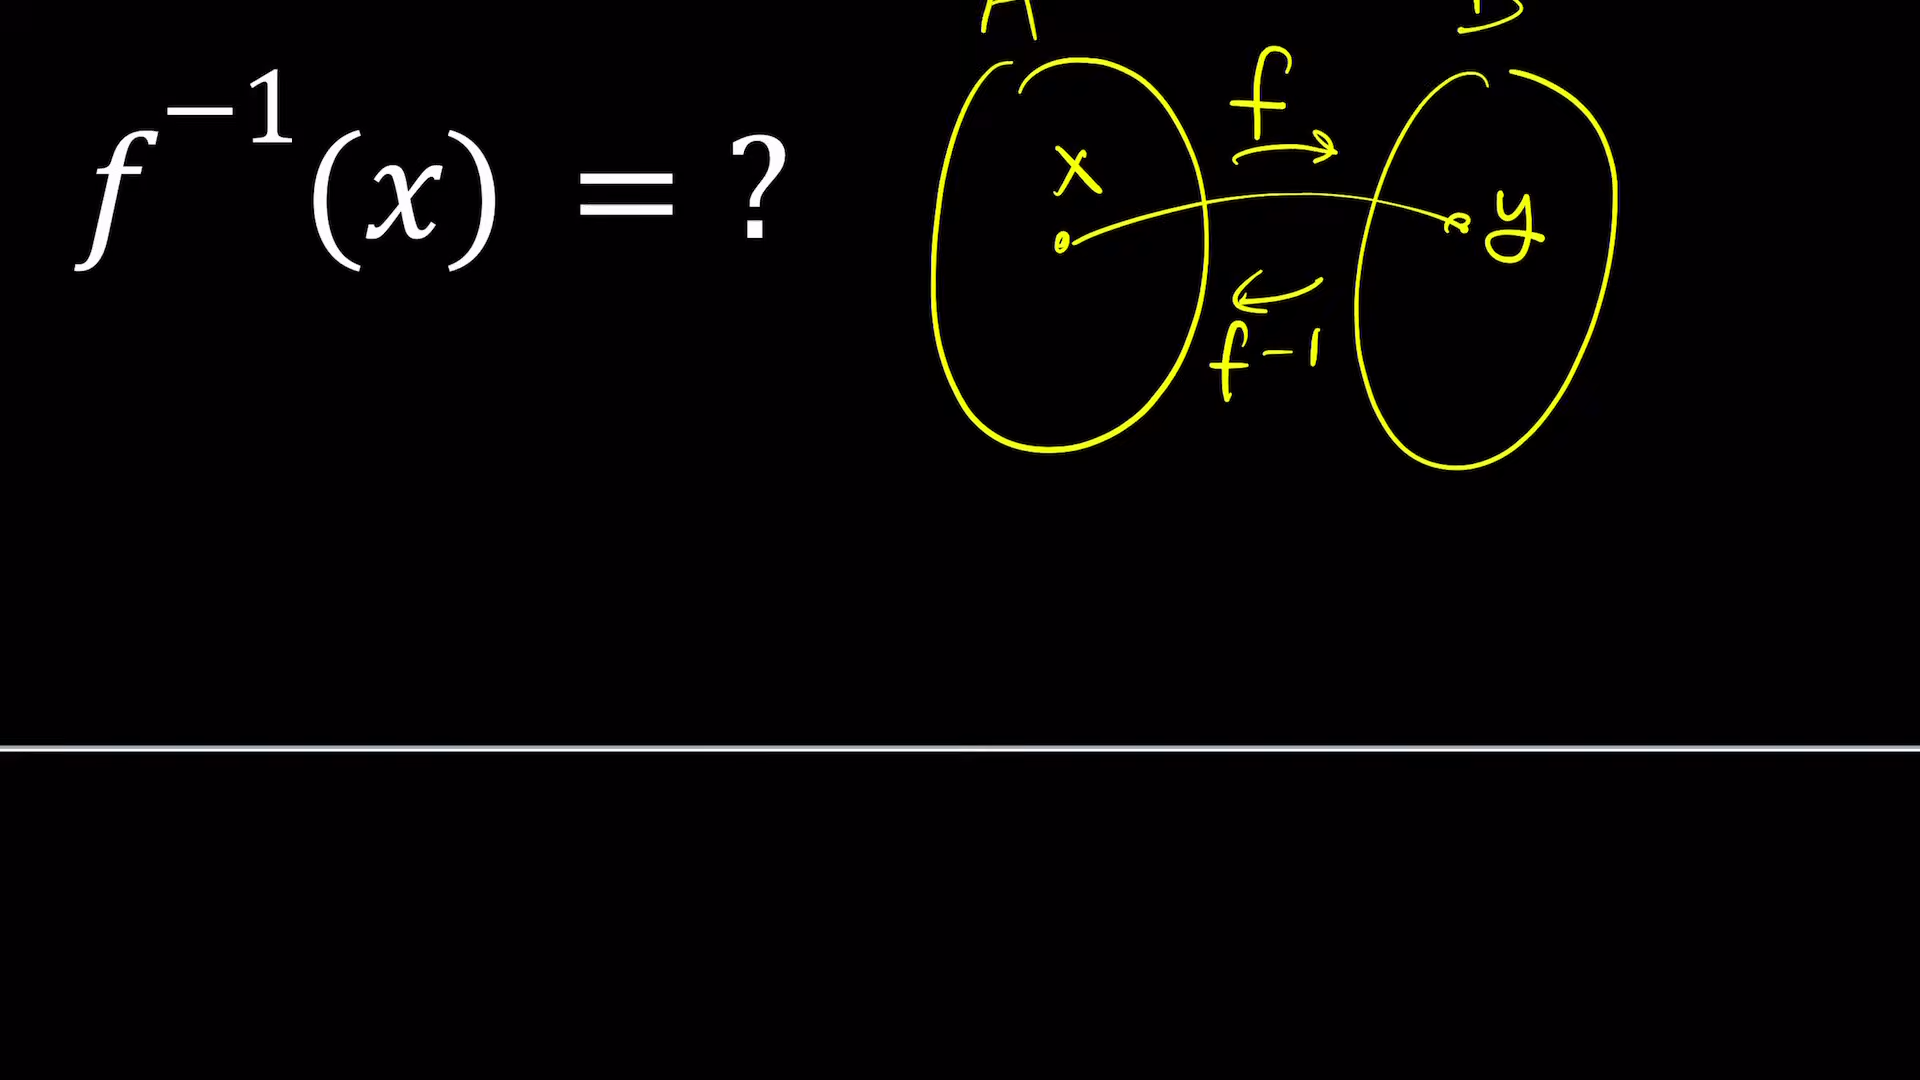 A B
f⁻¹(x) = ?
f
x
y
f⁻¹